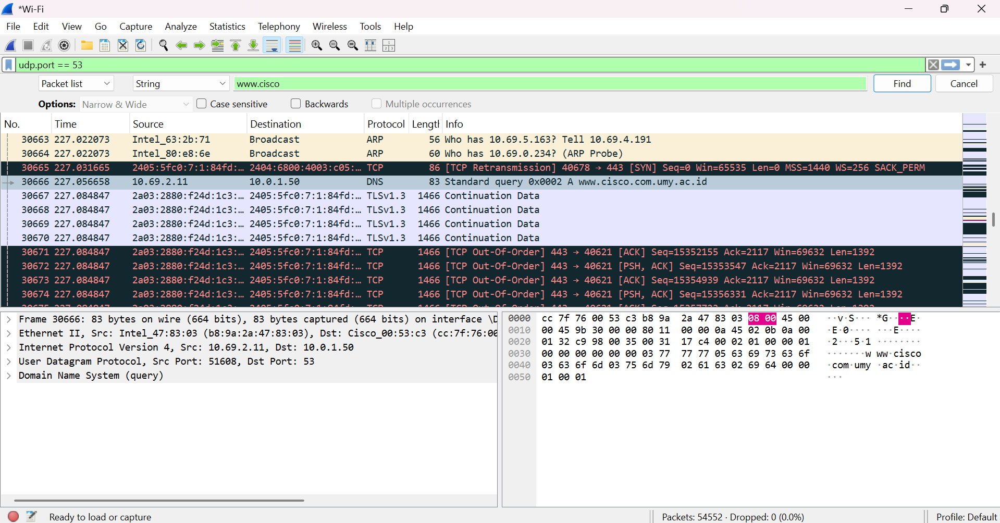 *Wi-Fi
File Edit View Go Capture Analyze Statistics Telephony Wireless Tools Help
udp.port == 53
Packet list String www.cisco Find Cancel
Options: Narrow & Wide Case sensitive Backwards Multiple occurrences
No. Time Source Destination Protocol Length Info
30663 227.022073 Intel_63:2b:71 Broadcast ARP 56 Who has 10.69.5.163? Tell 10.69.4.191
30664 227.022073 Intel_80:e8:6e Broadcast ARP 60 Who has 10.69.0.234? (ARP Probe)
30665 227.031665 2405:5fc0:7:1:84fd:… 2404:6800:4003:c05:… TCP 86 [TCP Retransmission] 40678 → 443 [SYN] Seq=0 Win=65535 Len=0 MSS=1440 WS=256 SACK_PERM
30666 227.056658 10.69.2.11 10.0.1.50 DNS 83 Standard query 0x0002 A www.cisco.com.umy.ac.id
30667 227.084847 2a03:2880:f24d:1c3:… 2405:5fc0:7:1:84fd:… TLSv1.3 1466 Continuation Data
30668 227.084847 2a03:2880:f24d:1c3:… 2405:5fc0:7:1:84fd:… TLSv1.3 1466 Continuation Data
30669 227.084847 2a03:2880:f24d:1c3:… 2405:5fc0:7:1:84fd:… TLSv1.3 1466 Continuation Data
30670 227.084847 2a03:2880:f24d:1c3:… 2405:5fc0:7:1:84fd:… TLSv1.3 1466 Continuation Data
30671 227.084847 2a03:2880:f24d:1c3:… 2405:5fc0:7:1:84fd:… TCP 1466 [TCP Out-Of-Order] 443 → 40621 [ACK] Seq=15352155 Ack=2117 Win=69632 Len=1392
30672 227.084847 2a03:2880:f24d:1c3:… 2405:5fc0:7:1:84fd:… TCP 1466 [TCP Out-Of-Order] 443 → 40621 [PSH, ACK] Seq=15353547 Ack=2117 Win=69632 Len=1392
30673 227.084847 2a03:2880:f24d:1c3:… 2405:5fc0:7:1:84fd:… TCP 1466 [TCP Out-Of-Order] 443 → 40621 [ACK] Seq=15354939 Ack=2117 Win=69632 Len=1392
30674 227.084847 2a03:2880:f24d:1c3:… 2405:5fc0:7:1:84fd:… TCP 1466 [TCP Out-Of-Order] 443 → 40621 [PSH, ACK] Seq=15356331 Ack=2117 Win=69632 Len=1392
Frame 30666: 83 bytes on wire (664 bits), 83 bytes captured (664 bits) on interface \D
Ethernet II, Src: Intel_47:83:03 (b8:9a:2a:47:83:03), Dst: Cisco_00:53:c3 (cc:7f:76:00
Internet Protocol Version 4, Src: 10.69.2.11, Dst: 10.0.1.50
User Datagram Protocol, Src Port: 51608, Dst Port: 53
Domain Name System (query)
0000 cc 7f 76 00 53 c3 b8 9a 2a 47 83 03 08 00 45 00 ··v·S··· *G····E·
0010 00 45 9b 30 00 00 80 11 00 00 0a 45 02 0b 0a 00 ·E·0···· ···E····
0020 01 32 c9 98 00 35 00 31 17 c4 00 02 01 00 00 01 ·2···5·1 ········
0030 00 00 00 00 00 00 03 77 77 77 05 63 69 73 63 6f ·······w ww·cisco
0040 03 63 6f 6d 03 75 6d 79 02 61 63 02 69 64 00 00 ·com·umy ·ac·id··
0050 01 00 01 ···
Ready to load or capture Packets: 54552 · Dropped: 0 (0.0%) Profile: Default